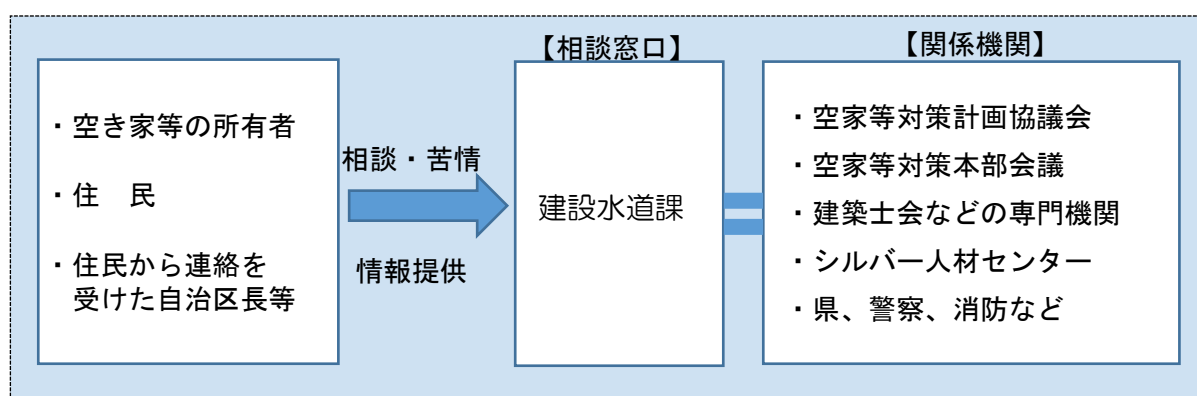 ・空き家等の所有者
・住　民
・住民から連絡を
受けた自治区長等
相談・苦情
情報提供
【相談窓口】
建設水道課
【関係機関】
・空家等対策計画協議会
・空家等対策本部会議
・建築士会などの専門機関
・シルバー人材センター
・県、警察、消防など